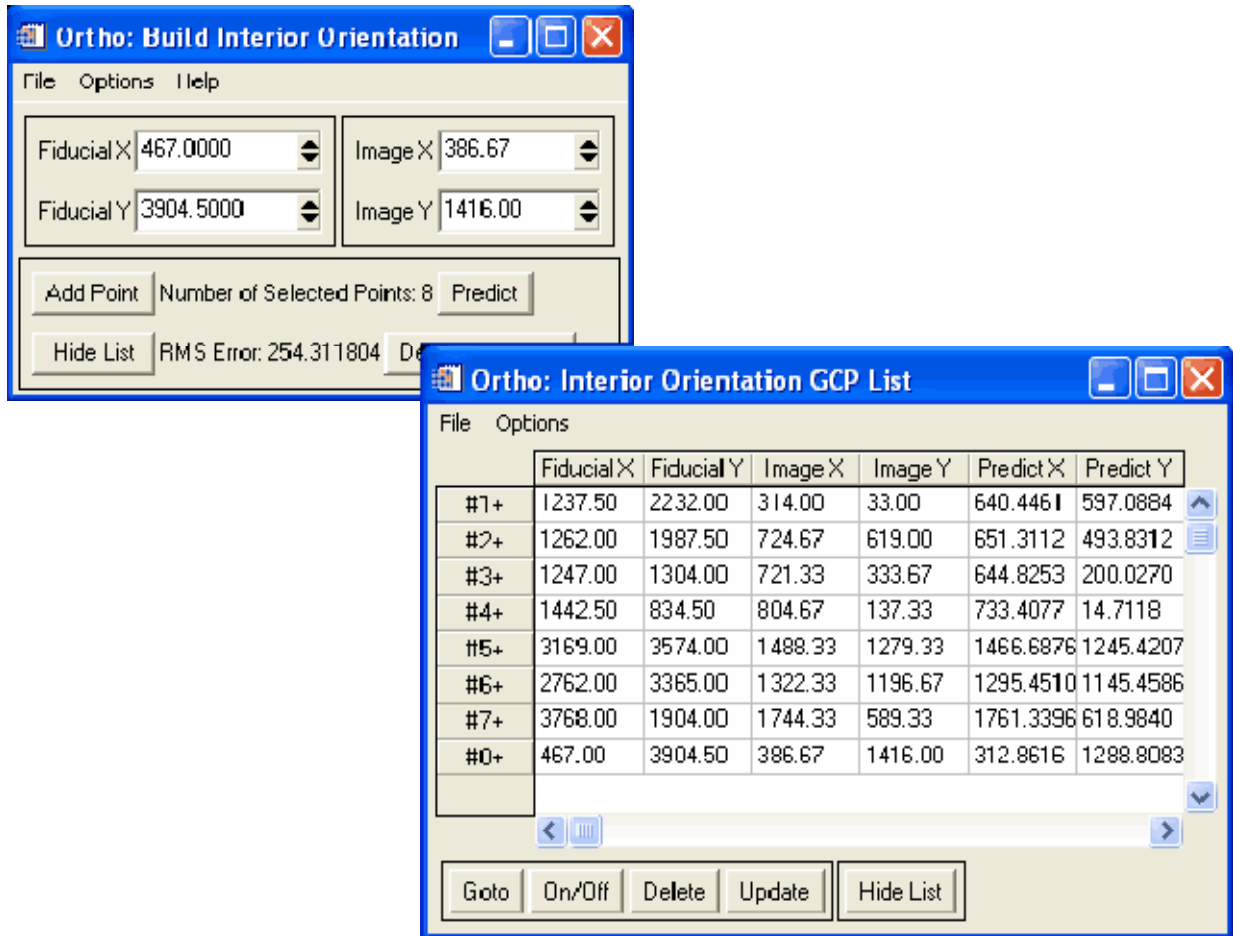 Ortho: Build Interior Orientation
File Options Help
Fiducial X 467.0000 Image X 386.67
Fiducial Y 3904.5000 Image Y 1416.00
Add Point Number of Selected Points: 8 Predict
Hide List RMS Error: 254.311804 De
Ortho: Interior Orientation GCP List
File Options
Fiducial X Fiducial Y Image X Image Y Predict X Predict Y
#1+ 1237.50 2232.00 314.00 33.00 640.4461 597.0884
#2+ 1262.00 1987.50 724.67 619.00 651.3112 493.8312
#3+ 1247.00 1304.00 721.33 333.67 644.8253 200.0270
#4+ 1442.50 834.50 804.67 137.33 733.4077 14.7118
#5+ 3169.00 3574.00 1488.33 1279.33 1466.6876 1245.4207
#6+ 2762.00 3365.00 1322.33 1196.67 1295.4510 1145.4586
#7+ 3768.00 1904.00 1744.33 589.33 1761.3396 618.9840
#0+ 467.00 3904.50 386.67 1416.00 312.8616 1288.8083
Goto On/Off Delete Update Hide List